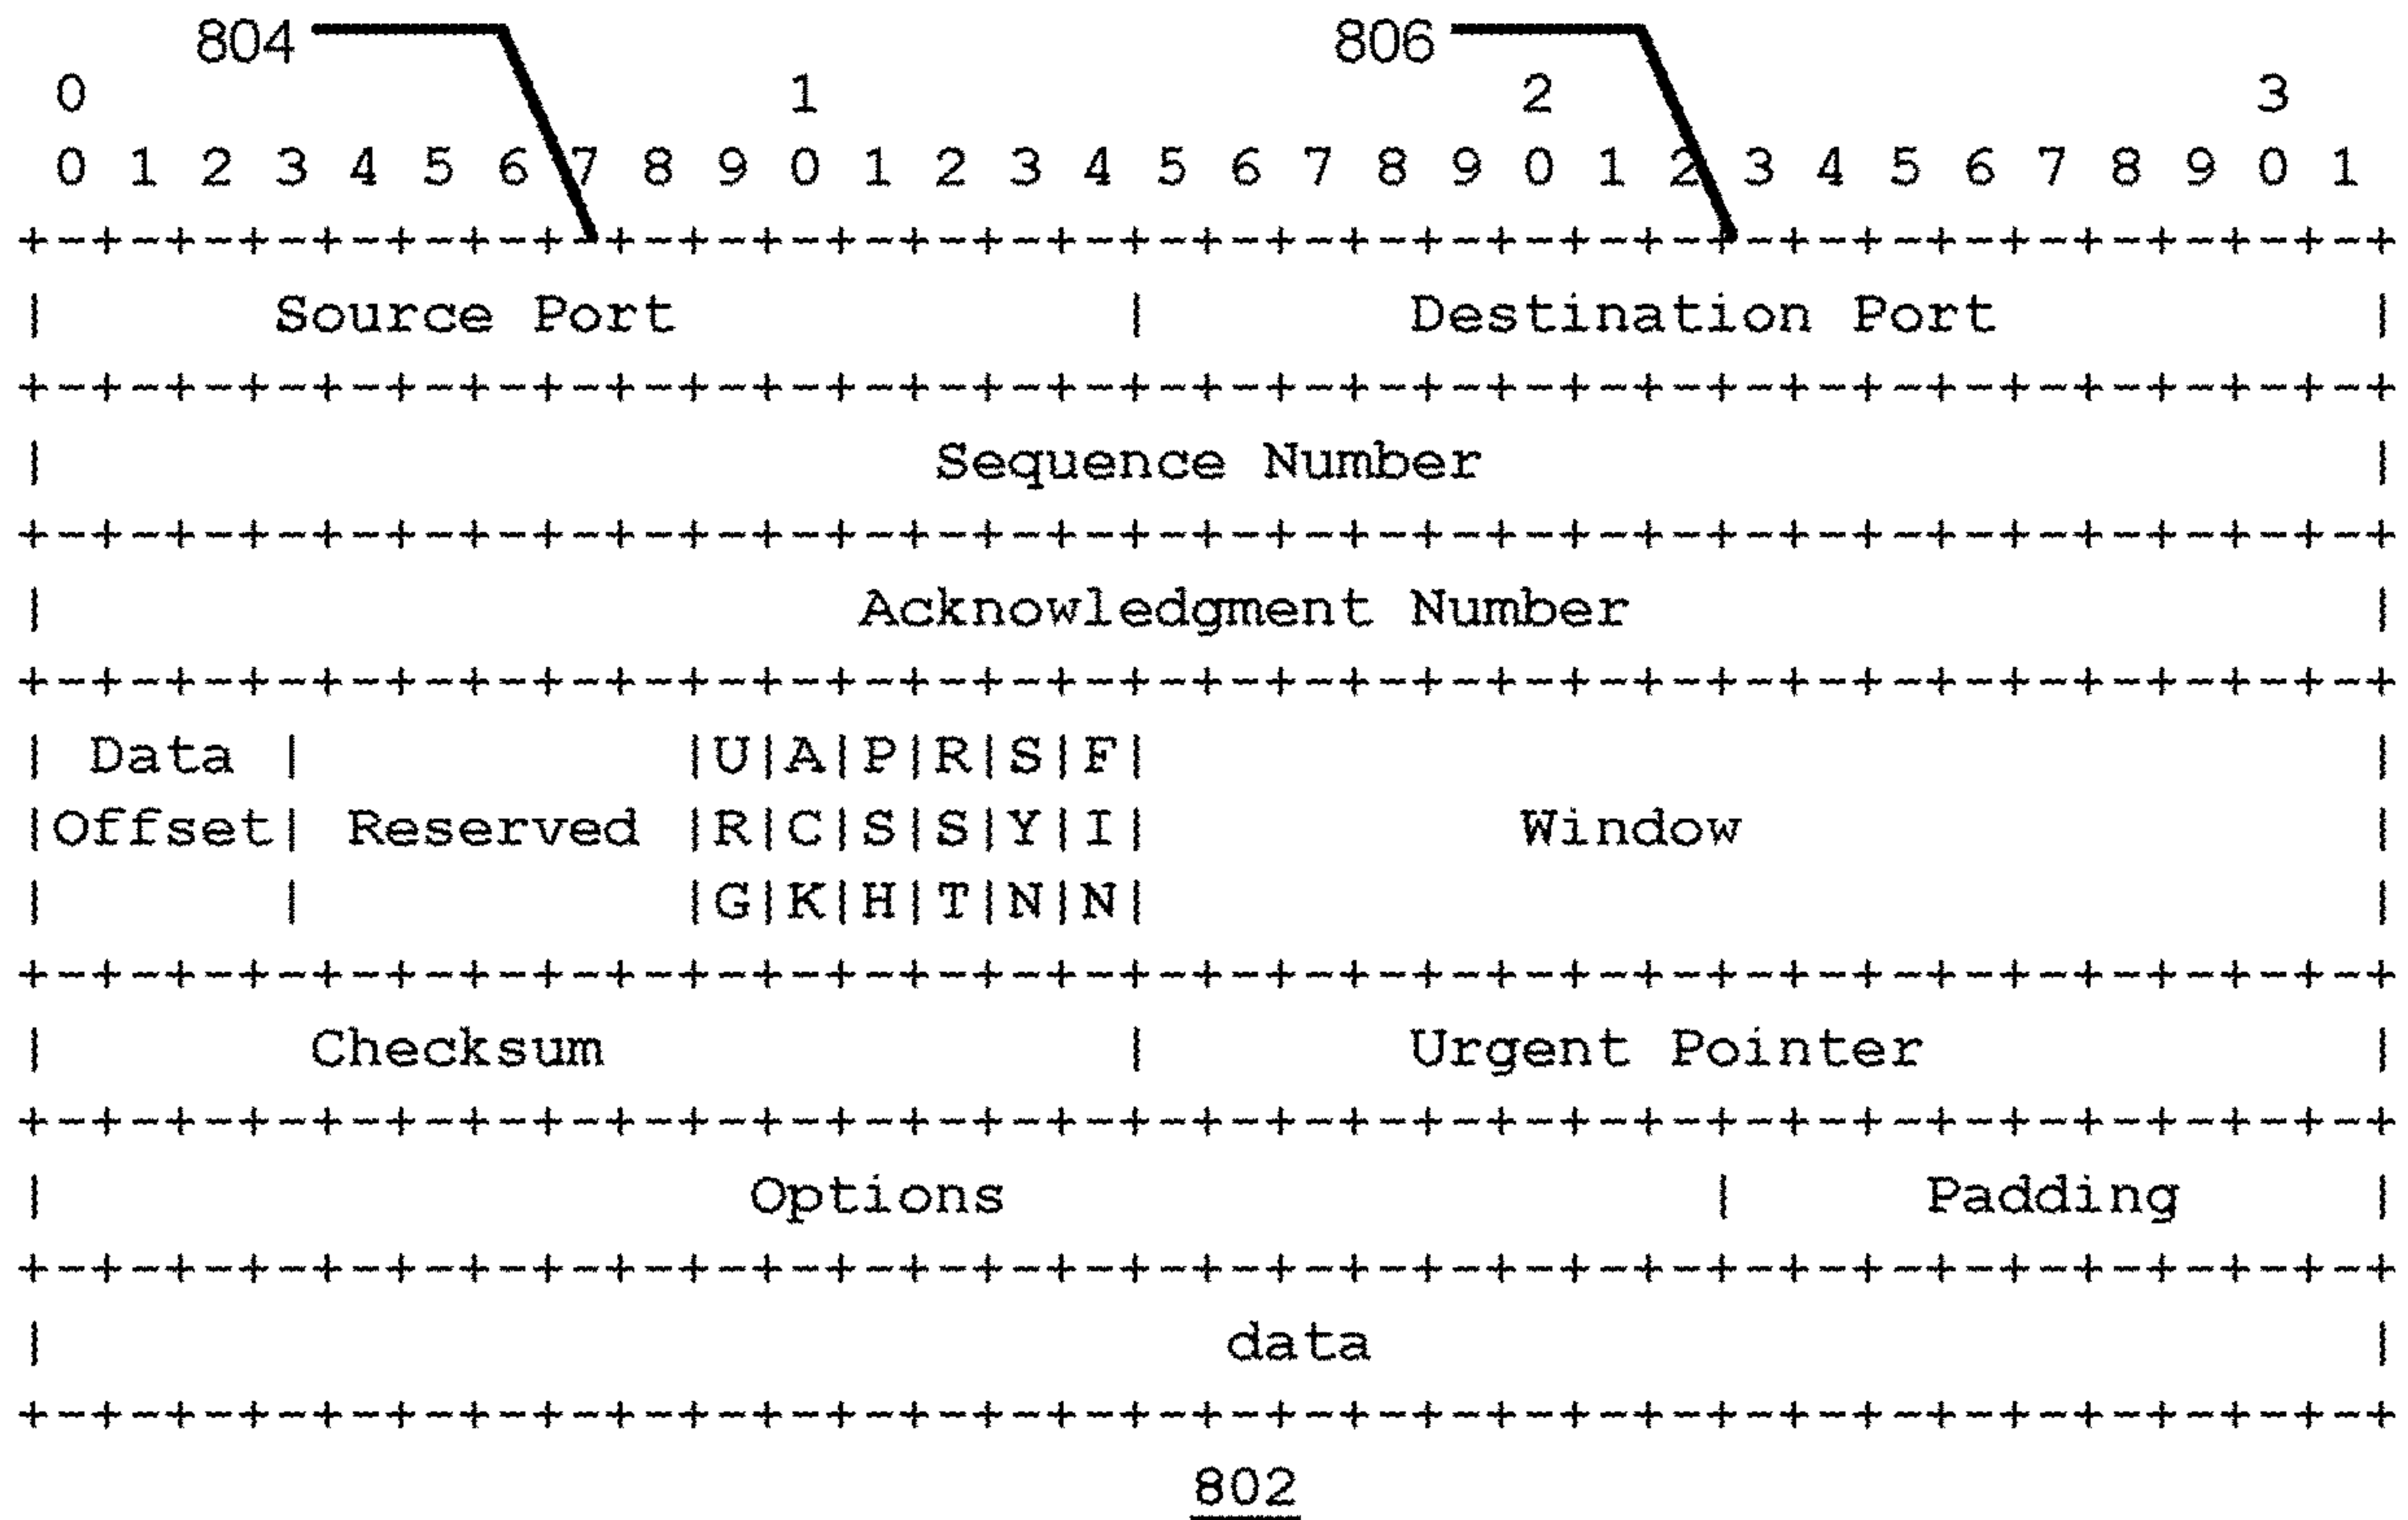 804 806
 0                   1                   2                   3
 0 1 2 3 4 5 6 7 8 9 0 1 2 3 4 5 6 7 8 9 0 1 2 3 4 5 6 7 8 9 0 1
+-+-+-+-+-+-+-+-+-+-+-+-+-+-+-+-+-+-+-+-+-+-+-+-+-+-+-+-+-+-+-+-+
|      Source Port            |       Destination Port          |
+-+-+-+-+-+-+-+-+-+-+-+-+-+-+-+-+-+-+-+-+-+-+-+-+-+-+-+-+-+-+-+-+
|                        Sequence Number                        |
+-+-+-+-+-+-+-+-+-+-+-+-+-+-+-+-+-+-+-+-+-+-+-+-+-+-+-+-+-+-+-+-+
|                      Acknowledgment Number                    |
+-+-+-+-+-+-+-+-+-+-+-+-+-+-+-+-+-+-+-+-+-+-+-+-+-+-+-+-+-+-+-+-+
| Data |          |U|A|P|R|S|F|                                 |
|Offset| Reserved |R|C|S|S|Y|I|          Window                 |
|      |          |G|K|H|T|N|N|                                 |
+-+-+-+-+-+-+-+-+-+-+-+-+-+-+-+-+-+-+-+-+-+-+-+-+-+-+-+-+-+-+-+-+
|       Checksum              |       Urgent Pointer            |
+-+-+-+-+-+-+-+-+-+-+-+-+-+-+-+-+-+-+-+-+-+-+-+-+-+-+-+-+-+-+-+-+
|                   Options                   |     Padding     |
+-+-+-+-+-+-+-+-+-+-+-+-+-+-+-+-+-+-+-+-+-+-+-+-+-+-+-+-+-+-+-+-+
|                                data                           |
+-+-+-+-+-+-+-+-+-+-+-+-+-+-+-+-+-+-+-+-+-+-+-+-+-+-+-+-+-+-+-+-+
802